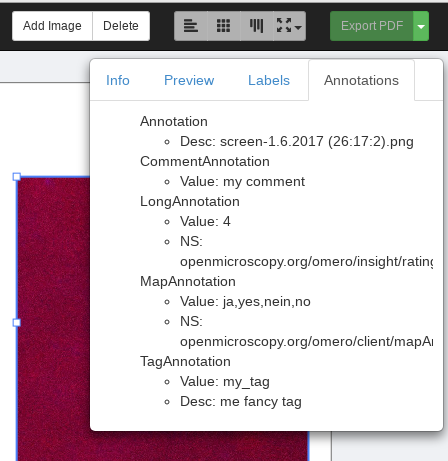 Add Image Delete Export PDF
Info Preview Labels Annotations
Annotation
Desc: screen-1.6.2017 (26:17:2).png
CommentAnnotation
Value: my comment
LongAnnotation
Value: 4
NS:
openmicroscopy.org/omero/insight/rating
MapAnnotation
Value: ja,yes,nein,no
NS:
openmicroscopy.org/omero/client/mapAn
TagAnnotation
Value: my_tag
Desc: me fancy tag